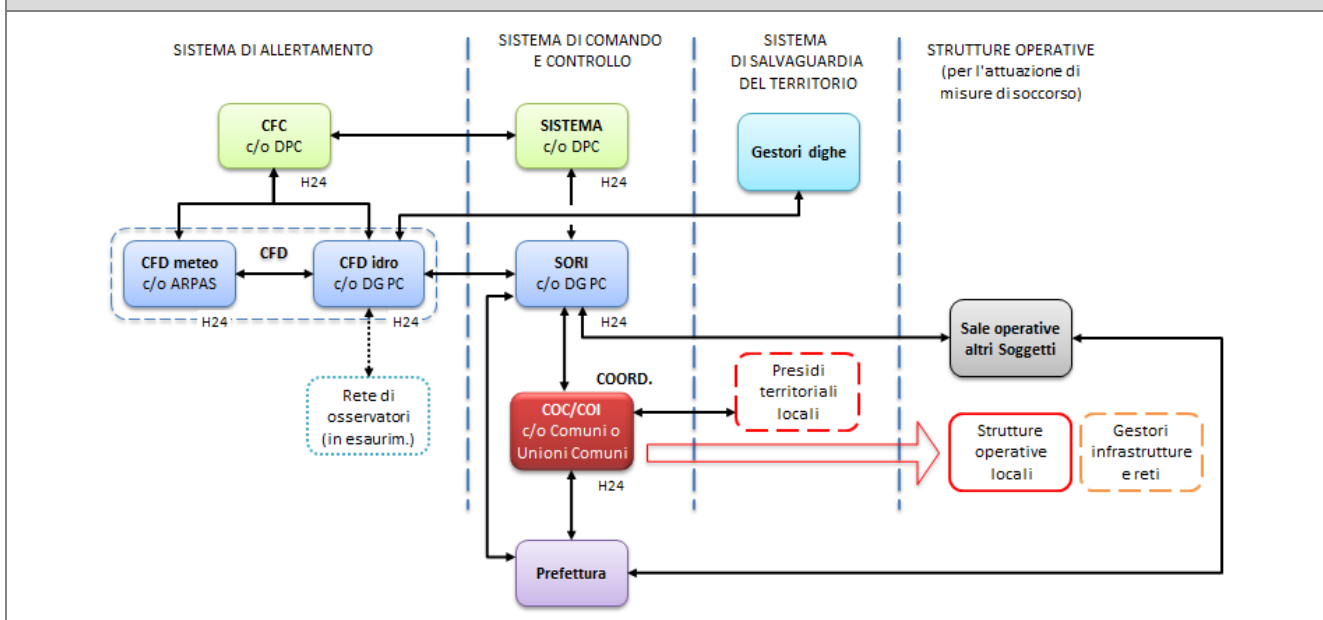 SISTEMA DI ALLERTAMENTO
SISTEMA DI COMANDO
E CONTROLLO
SISTEMA
DI SALVAGUARDIA
DEL TERRITORIO
STRUTTURE OPERATIVE
(per l'attuazione di
misure di soccorso)
CFC
c/o DPC
H24
SISTEMA
c/o DPC
H24
Gestori dighe
CFD
CFD meteo
c/o ARPAS
H24
CFD idro
c/o DG PC
H24
SORI
c/o DG PC
H24
Sale operative
altri Soggetti
Rete di
osservatori
(in esaurim.)
COORD.
COC/COI
c/o Comuni o
Unioni Comuni
H24
Presidi
territoriali
locali
Strutture
operative
locali
Gestori
infrastrutture
e reti
Prefettura